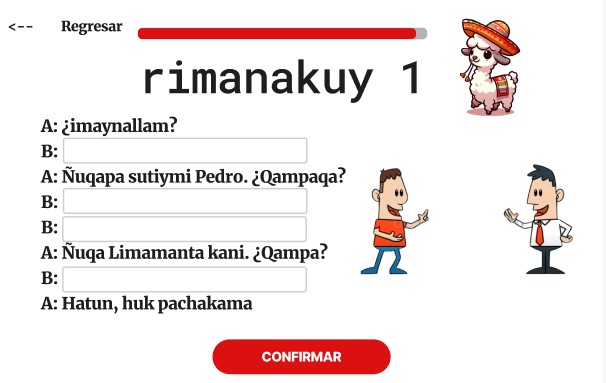 <-- Regresar
rimanakuy 1
A: ¿imaynallam?
B:
A: Ñuqapa sutiymi Pedro. ¿Qampaqa?
B:
B:
A: Ñuqa Limamanta kani. ¿Qampa?
B:
A: Hatun, huk pachakama
CONFIRMAR